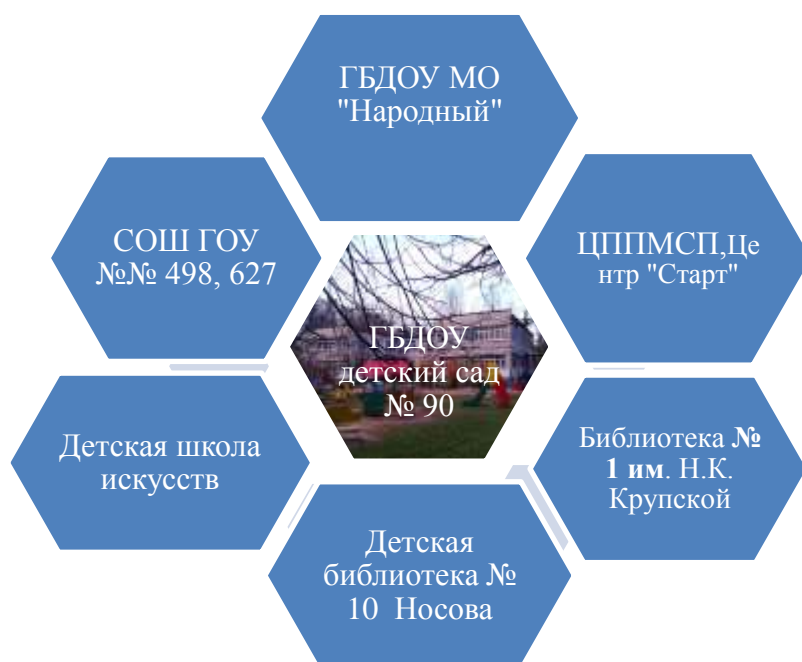 ГБДОУ МО
"Народный"
СОШ ГОУ
№№ 498, 627
ЦППМСП,Це
нтр "Старт"
ГБДОУ
детский сад
№ 90
Детская школа
искусств
Библиотека №
1 им. Н.К.
Крупской
Детская
библиотека №
10 Носова